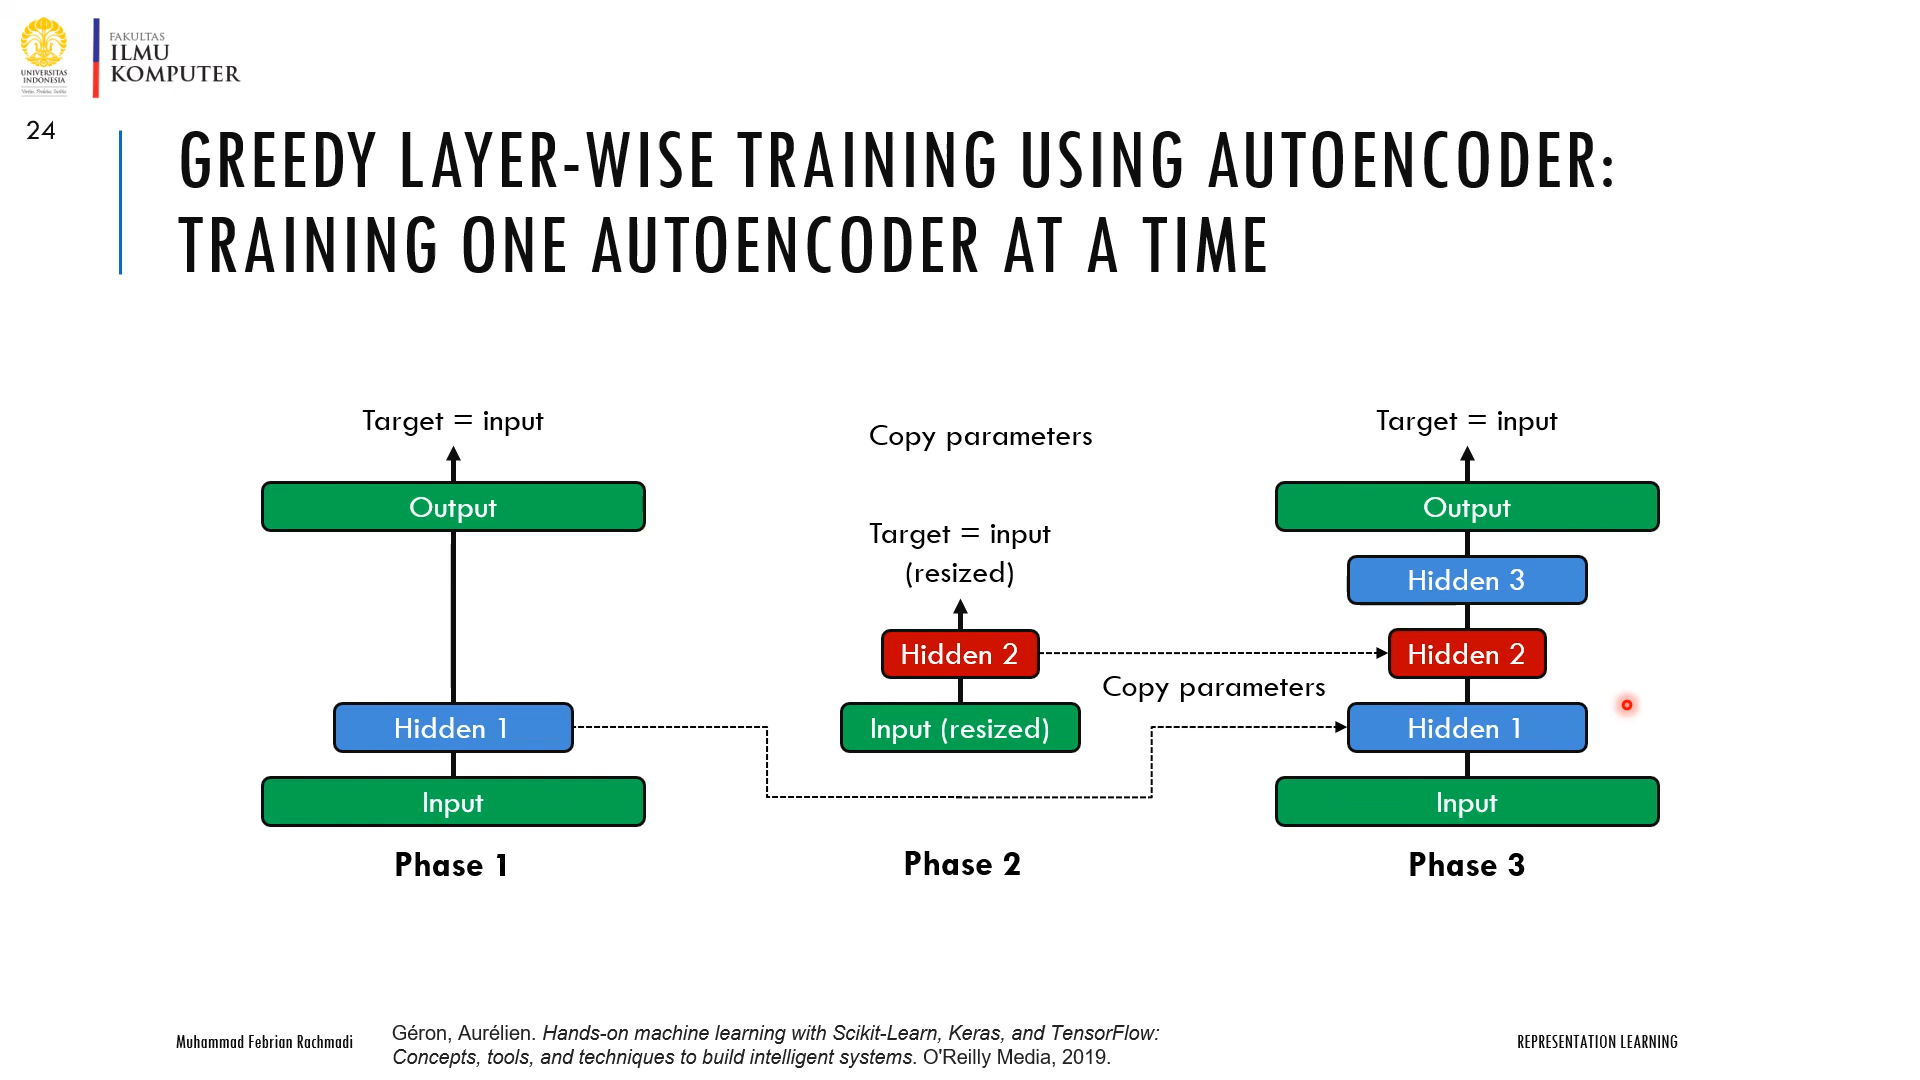 UNIVERSITAS
INDONESIA
Veritas, Probitas, Iustitia
FAKULTAS
ILMU
KOMPUTER
24
GREEDY LAYER-WISE TRAINING USING AUTOENCODER:
TRAINING ONE AUTOENCODER AT A TIME
Target = input
Output
Hidden 1
Input
Phase 1
Copy parameters
Target = input
(resized)
Hidden 2
Copy parameters
Input (resized)
Phase 2
Target = input
Output
Hidden 3
Hidden 2
Hidden 1
Input
Phase 3
Muhammad Febrian Rachmadi
Géron, Aurélien. Hands-on machine learning with Scikit-Learn, Keras, and TensorFlow:
Concepts, tools, and techniques to build intelligent systems. O'Reilly Media, 2019.
REPRESENTATION LEARNING